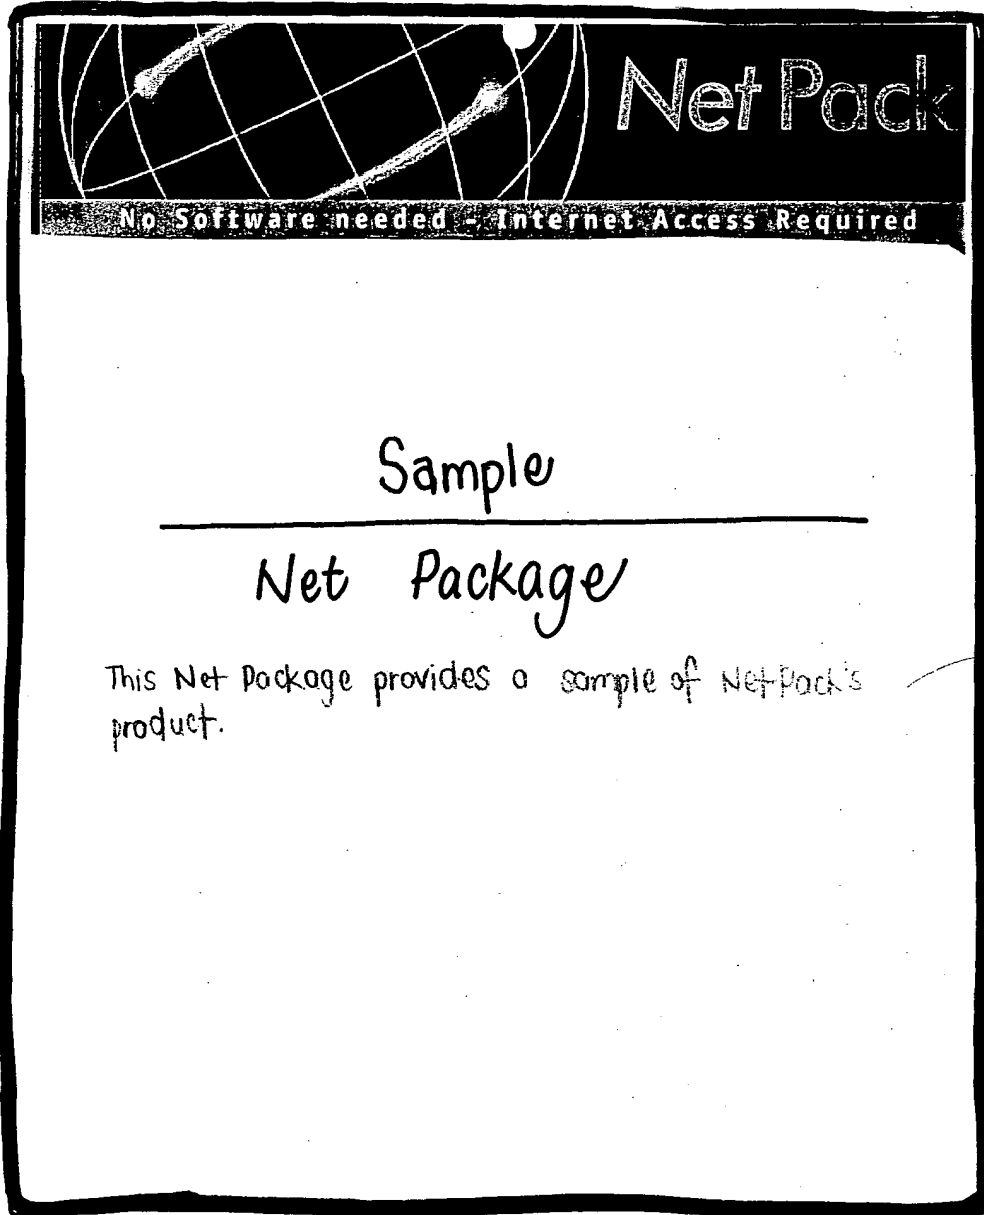 Net Pack
No Software needed - Internet Access Required
Sample
Net Package
This Net Package provides a sample of NetPack's
product.